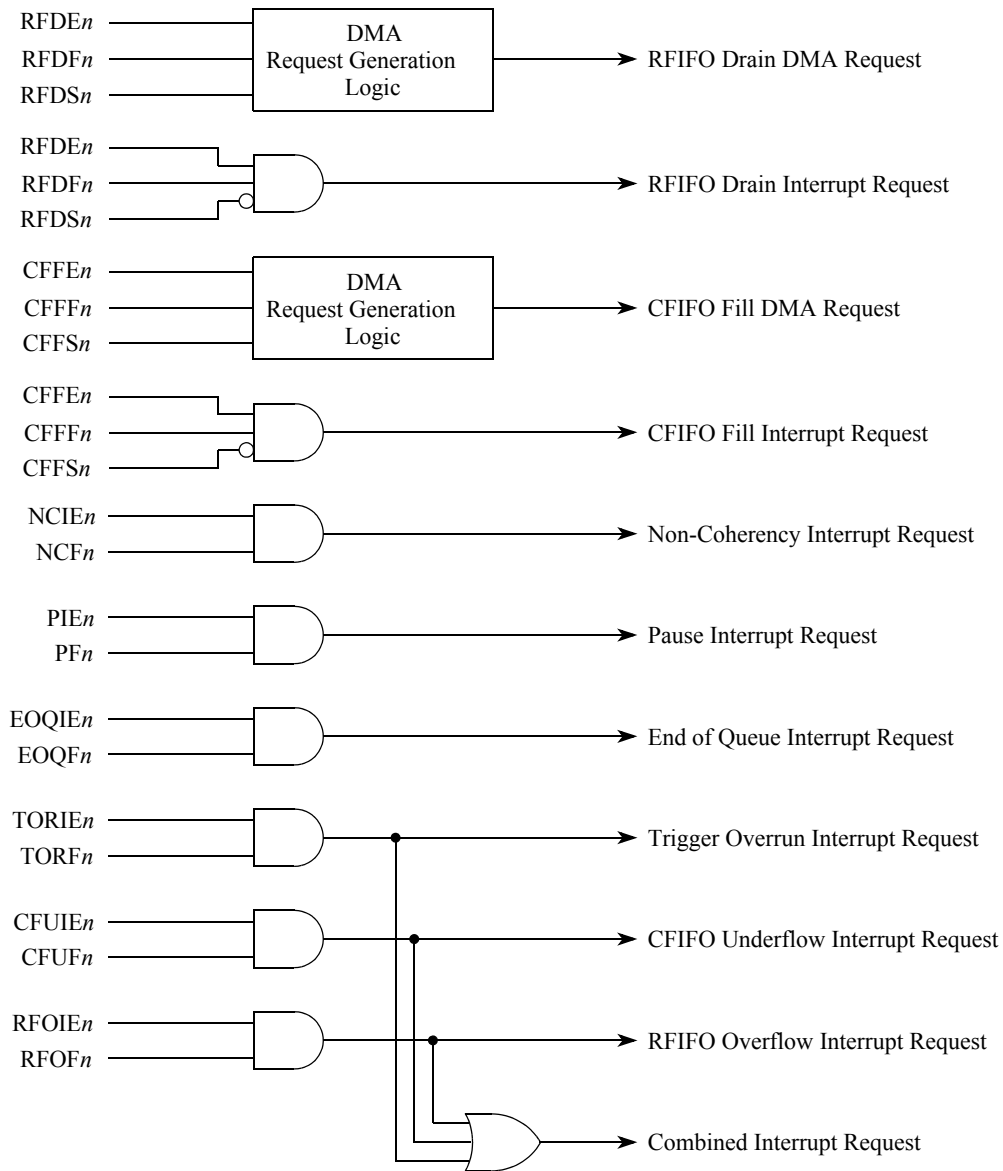 RFDEn
RFDFn
RFDSn
DMA
Request Generation
Logic
RFIFO Drain DMA Request
RFDEn
RFDFn
RFDSn
RFIFO Drain Interrupt Request
CFFEn
CFFFn
CFFSn
DMA
Request Generation
Logic
CFIFO Fill DMA Request
CFFEn
CFFFn
CFFSn
CFIFO Fill Interrupt Request
NCIEn
NCFn
Non-Coherency Interrupt Request
PIEn
PFn
Pause Interrupt Request
EOQIEn
EOQFn
End of Queue Interrupt Request
TORIEn
TORFn
Trigger Overrun Interrupt Request
CFUIEn
CFUFn
CFIFO Underflow Interrupt Request
RFOIEn
RFOFn
RFIFO Overflow Interrupt Request
Combined Interrupt Request